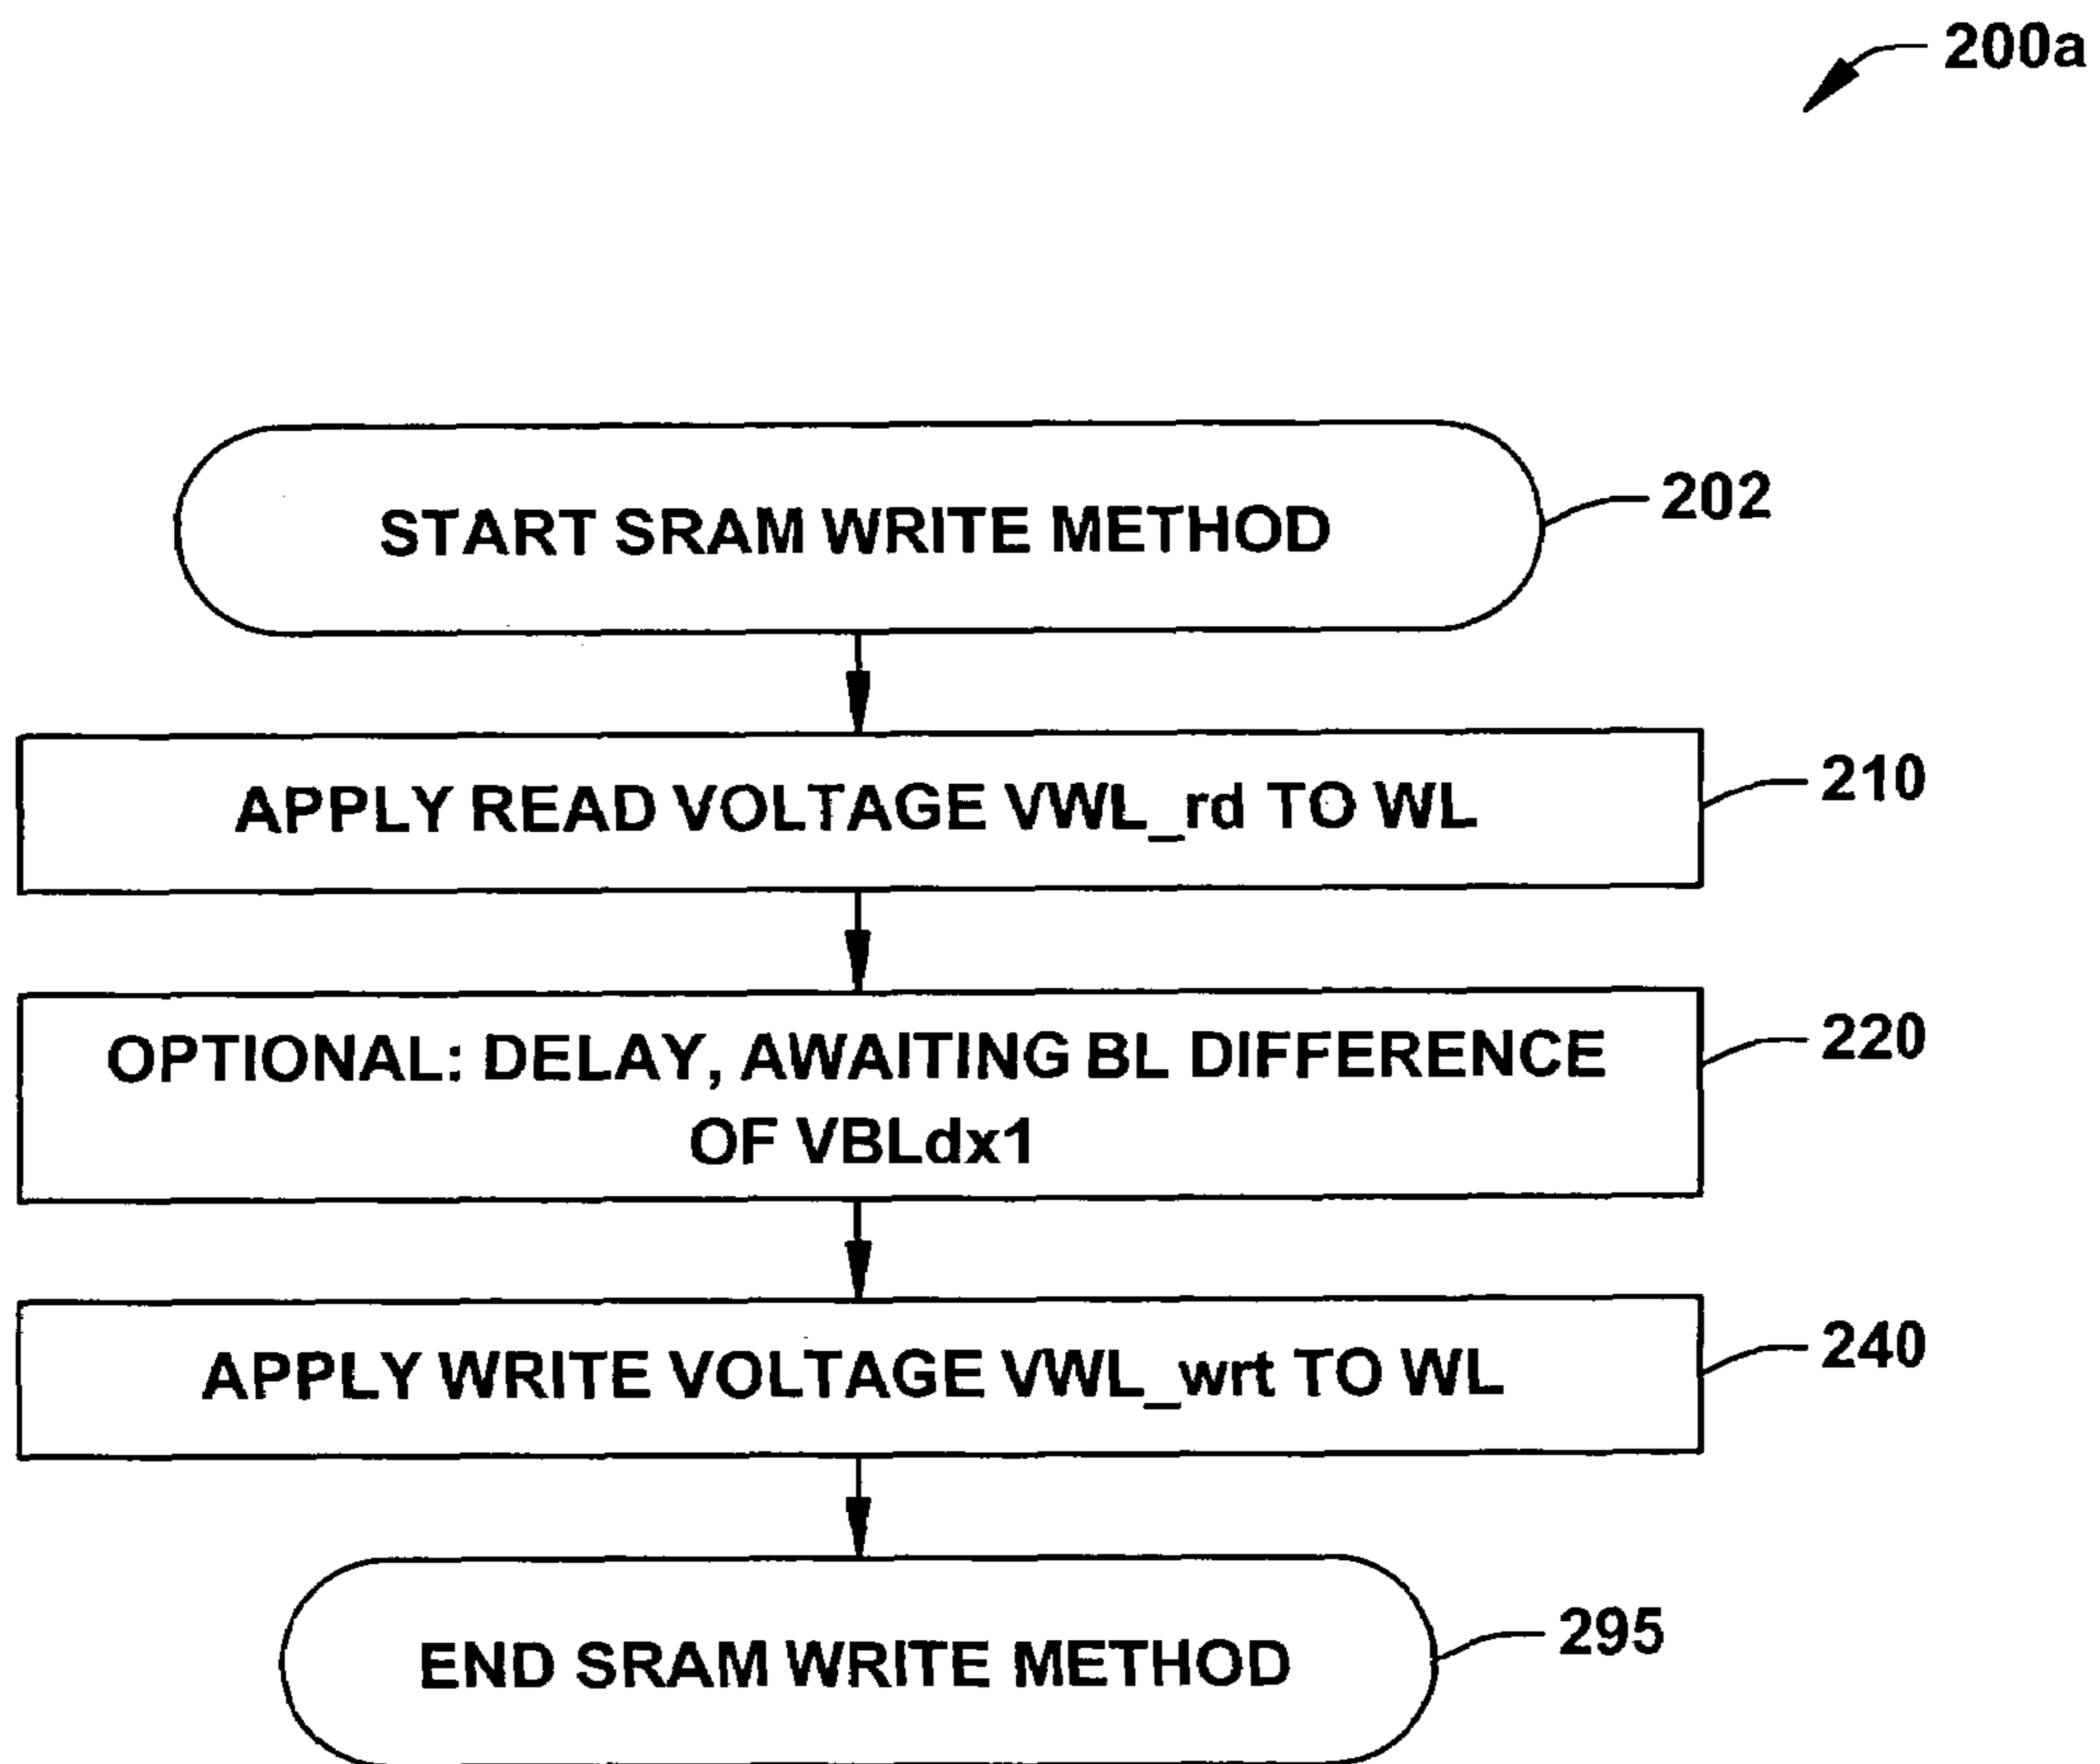 200a
START SRAM WRITE METHOD
202
APPLY READ VOLTAGE VWL_rd TO WL
210
OPTIONAL: DELAY, AWAITING BL DIFFERENCE
OF VBLdx1
220
APPLY WRITE VOLTAGE VWL_wrt TO WL
240
END SRAM WRITE METHOD
295